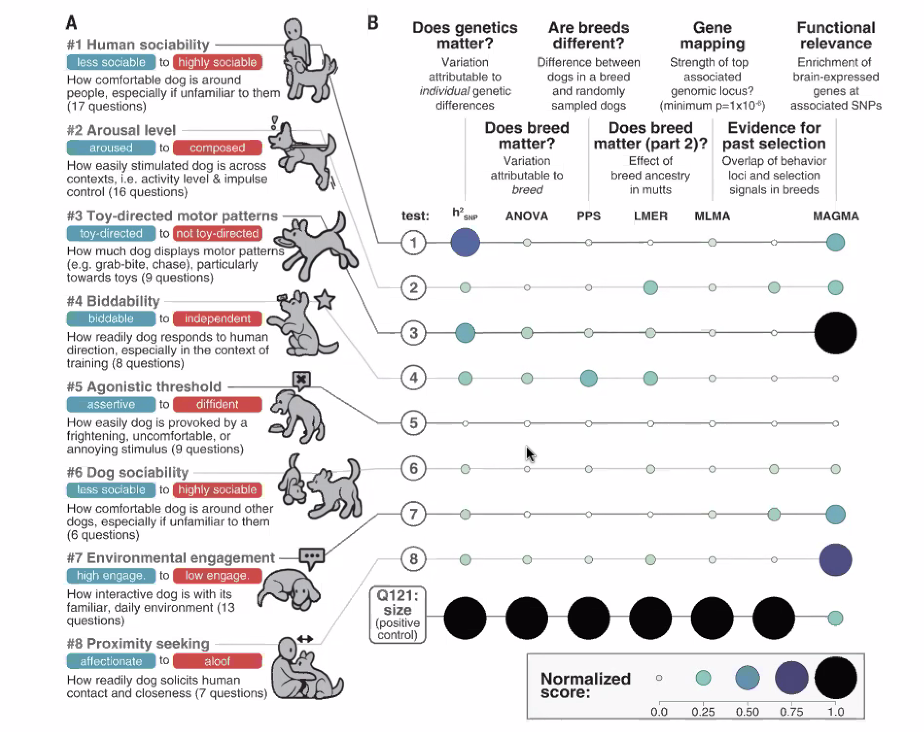 A
#1 Human sociability
less sociable to highly sociable
How comfortable dog is around
people, especially if unfamiliar to them
(17 questions)
#2 Arousal level
aroused to composed
How easily stimulated dog is across
contexts, i.e. activity level & impulse
control (16 questions)
#3 Toy-directed motor patterns
toy-directed to not toy-directed
How much dog displays motor patterns
(e.g. grab-bite, chase), particularly
towards toys (9 questions)
#4 Biddability
biddable to independent
How readily dog responds to human
direction, especially in the context of
training (8 questions)
#5 Agonistic threshold
assertive to diffident
How easily dog is provoked by a
frightening, uncomfortable, or
annoying stimulus (9 questions)
#6 Dog sociability
less sociable to highly sociable
How comfortable dog is around other
dogs, especially if unfamiliar to them
(6 questions)
#7 Environmental engagement
high engage. to low engage.
How interactive dog is with its
familiar, daily environment (13
questions)
#8 Proximity seeking
affectionate to aloof
How readily dog solicits human
contact and closeness (7 questions)
B
Does genetics
matter?
Variation
attributable to
individual genetic
differences
Are breeds
different?
Difference between
dogs in a breed
and randomly
sampled dogs
Gene
mapping
Strength of top
associated
genomic locus?
(minimum p=1x10⁻⁶)
Functional
relevance
Enrichment of
brain-expressed
genes at
associated SNPs
Does breed
matter?
Variation
attributable to
breed
Does breed
matter (part 2)?
Effect of
breed ancestry
in mutts
Evidence for
past selection
Overlap of behavior
loci and selection
signals in breeds
test: h²SNP ANOVA PPS LMER MLMA MAGMA
1
2
3
4
5
6
7
8
Q121:
size
(positive
control)
Normalized
score:
0.0 0.25 0.50 0.75 1.0